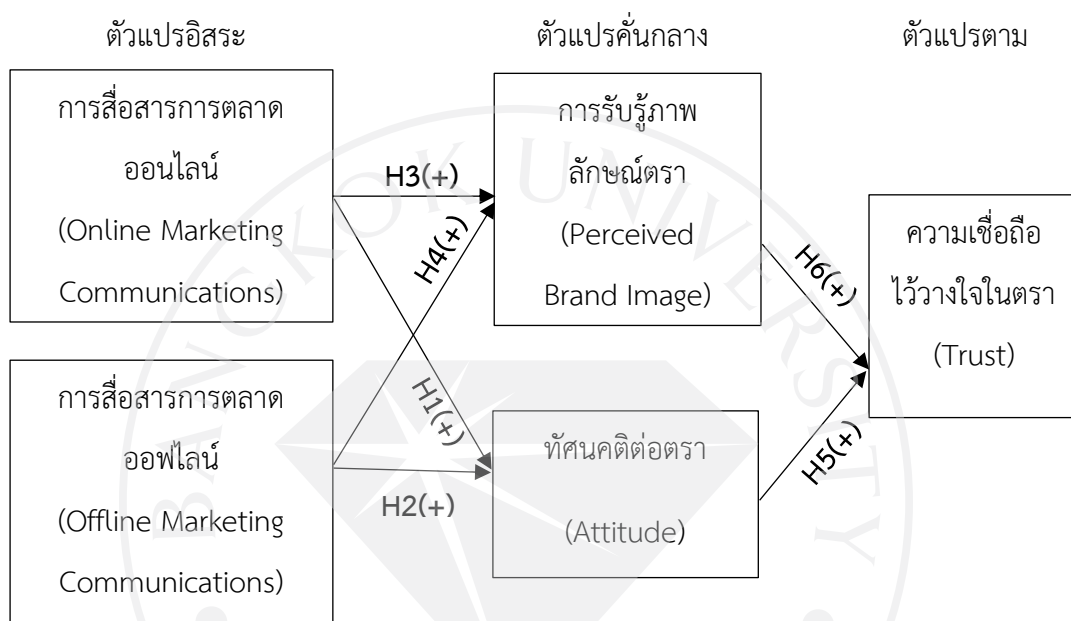 ตัวแปรอิสระ
ตัวแปรคั่นกลาง
ตัวแปรตาม
การสื่อสารการตลาด
ออนไลน์
(Online Marketing
Communications)
การสื่อสารการตลาด
ออฟไลน์
(Offline Marketing
Communications)
H3(+)
H4(+)
H1(+)
H2(+)
การรับรู้ภาพ
ลักษณ์ตรา
(Perceived
Brand Image)
ทัศนคติต่อตรา
(Attitude)
H6(+)
H5(+)
ความเชื่อถือ
ไว้วางใจในตรา
(Trust)
BANGKOK UNIVERSITY